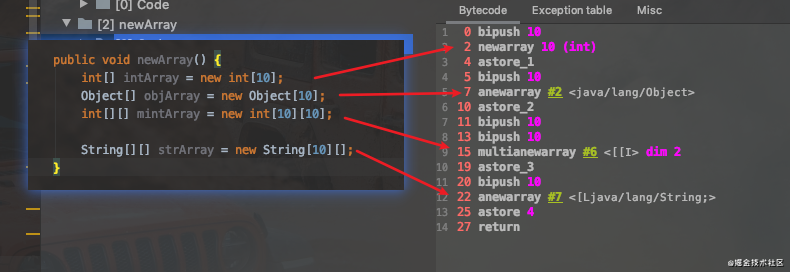 [0] Code
[2] newArray
public void newArray() {
int[] intArray = new int[10];
Object[] objArray = new Object[10];
int[][] mintArray = new int[10][10];
String[][] strArray = new String[10][];
}
Bytecode Exception table Misc
1 0 bipush 10
2 2 newarray 10 (int)
3 4 astore_1
4 5 bipush 10
5 7 anewarray #2 <java/lang/Object>
6 10 astore_2
7 11 bipush 10
8 13 bipush 10
9 15 multianewarray #6 <[[I> dim 2
10 19 astore_3
11 20 bipush 10
12 22 anewarray #7 <[Ljava/lang/String;>
13 25 astore 4
14 27 return
@掘金技术社区